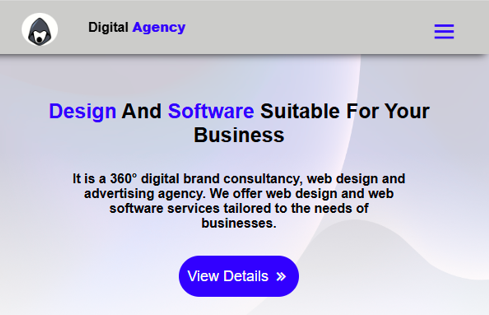 Digital Agency
Design And Software Suitable For Your
Business
It is a 360° digital brand consultancy, web design and
advertising agency. We offer web design and web
software services tailored to the needs of
businesses.
View Details »